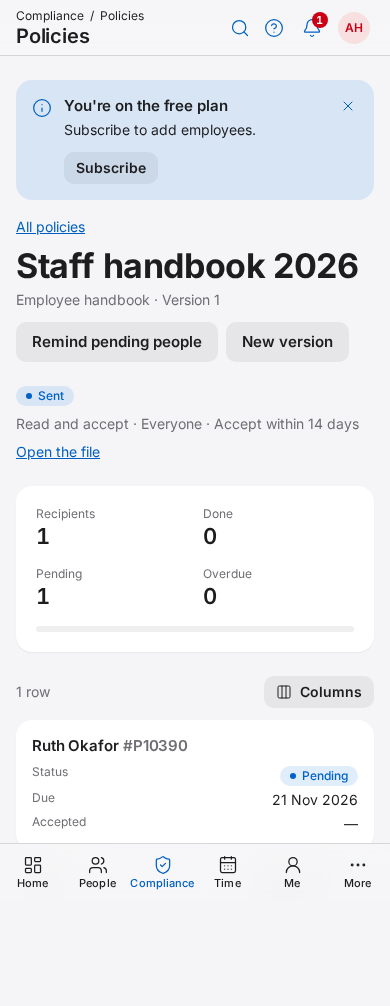 Compliance / Policies
Policies
1
AH
You're on the free plan
Subscribe to add employees.
Subscribe
All policies
Staff handbook 2026
Employee handbook · Version 1
Remind pending people
New version
Sent
Read and accept · Everyone · Accept within 14 days
Open the file
Recipients
1
Done
0
Pending
1
Overdue
0
1 row
Columns
Ruth Okafor #P10390
Status
Pending
Due
21 Nov 2026
Accepted
—
Home
People
Compliance
Time
Me
More